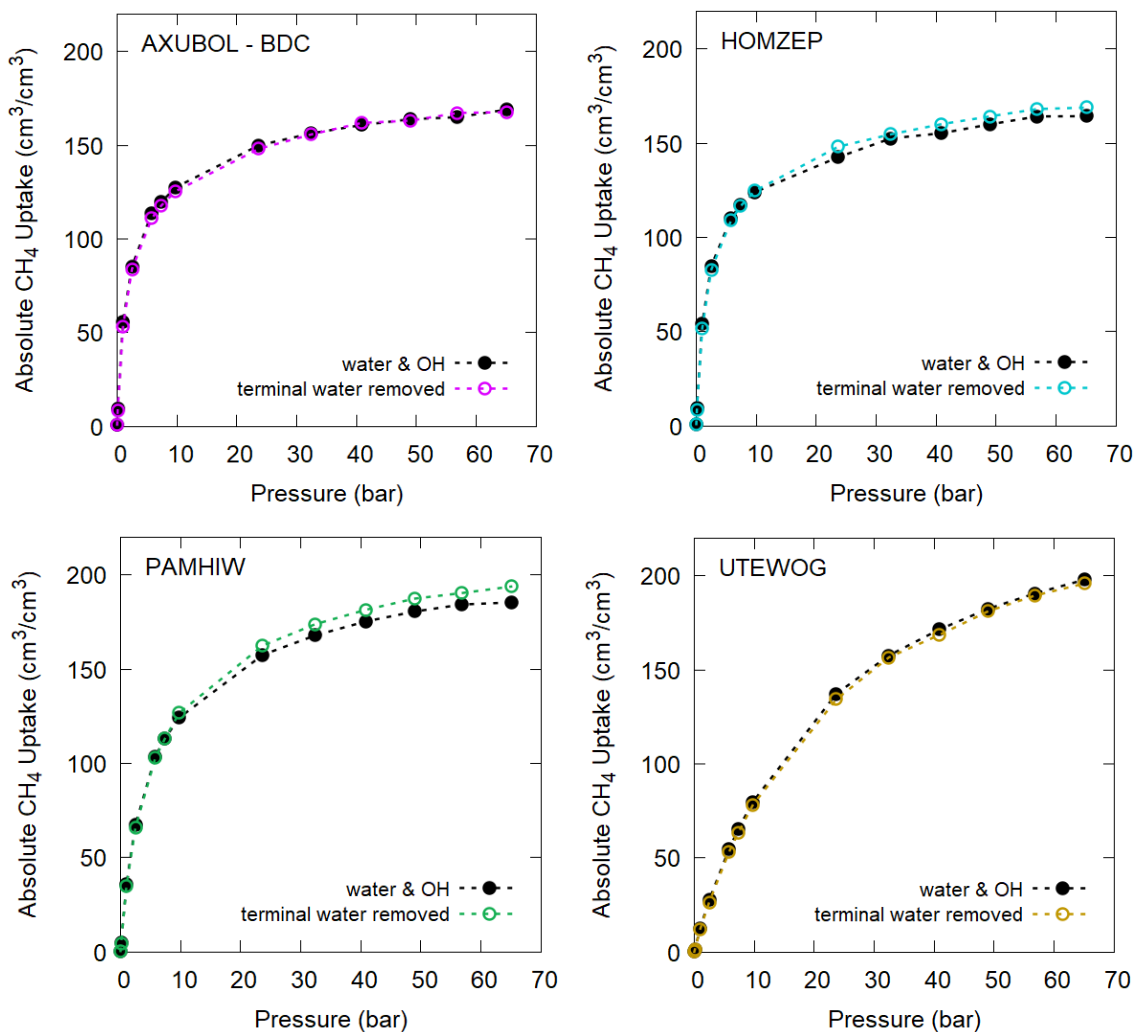 AXUBOL - BDC
Absolute CH4 Uptake (cm3/cm3)
200
150
100
50
0
water & OH
terminal water removed
0 10 20 30 40 50 60 70
Pressure (bar)
HOMZEP
Absolute CH4 Uptake (cm3/cm3)
200
150
100
50
0
water & OH
terminal water removed
0 10 20 30 40 50 60 70
Pressure (bar)
PAMHIW
Absolute CH4 Uptake (cm3/cm3)
200
150
100
50
0
water & OH
terminal water removed
0 10 20 30 40 50 60 70
Pressure (bar)
UTEWOG
Absolute CH4 Uptake (cm3/cm3)
200
150
100
50
0
water & OH
terminal water removed
0 10 20 30 40 50 60 70
Pressure (bar)